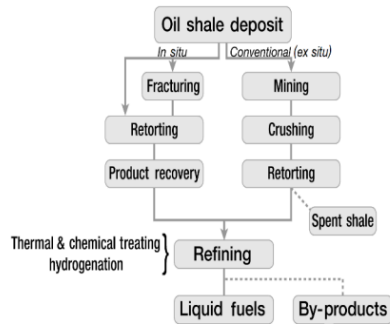 Oil shale deposit
In situ
Conventional (ex situ)
Fracturing
Mining
Retorting
Crushing
Product recovery
Retorting
Spent shale
Thermal & chemical treating
hydrogenation
Refining
Liquid fuels
By-products